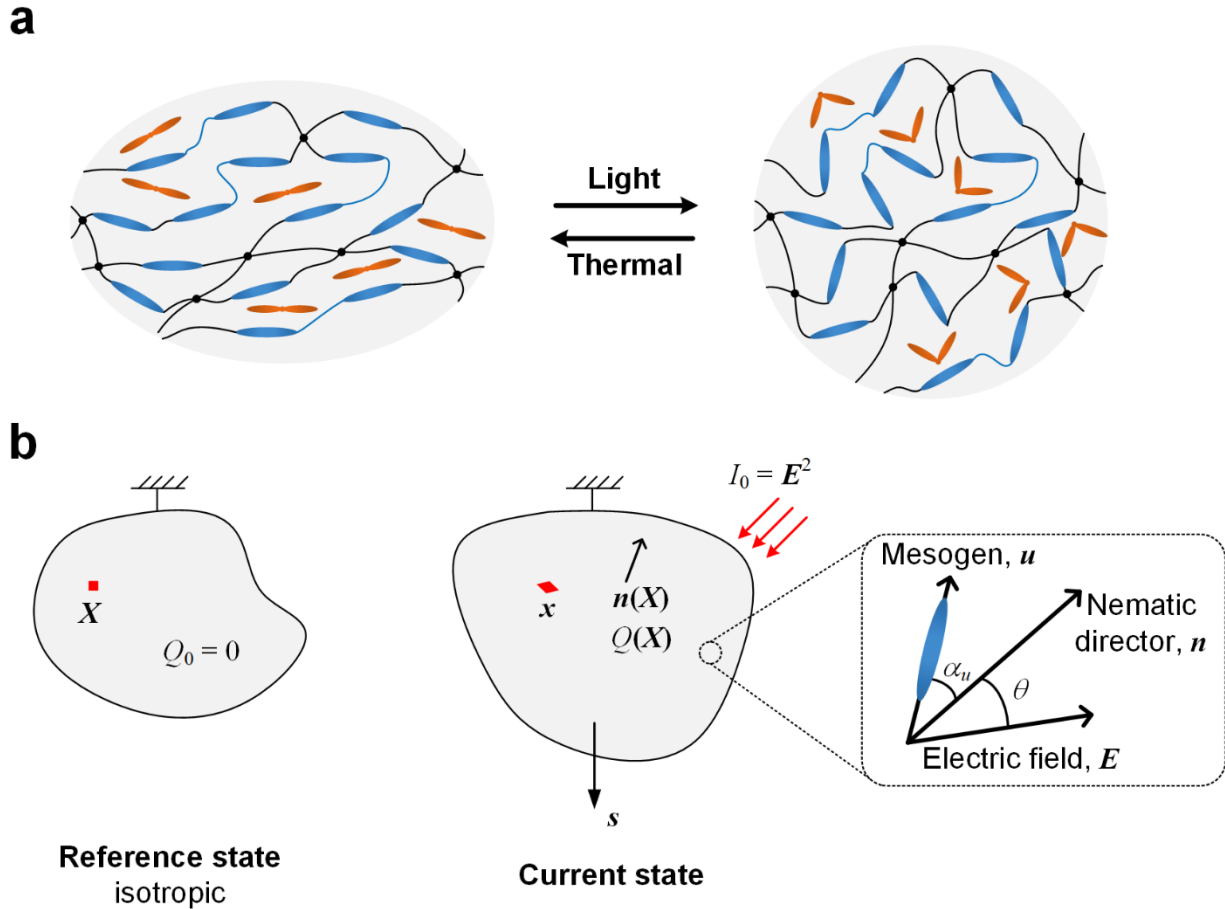 a
Light
Thermal
b
I₀ = E²
Mesogen, u
X
x
n(X)
Nematic
director, n
Q₀ = 0
Q(X)
αᵤ
θ
Electric field, E
s
Reference state
isotropic
Current state